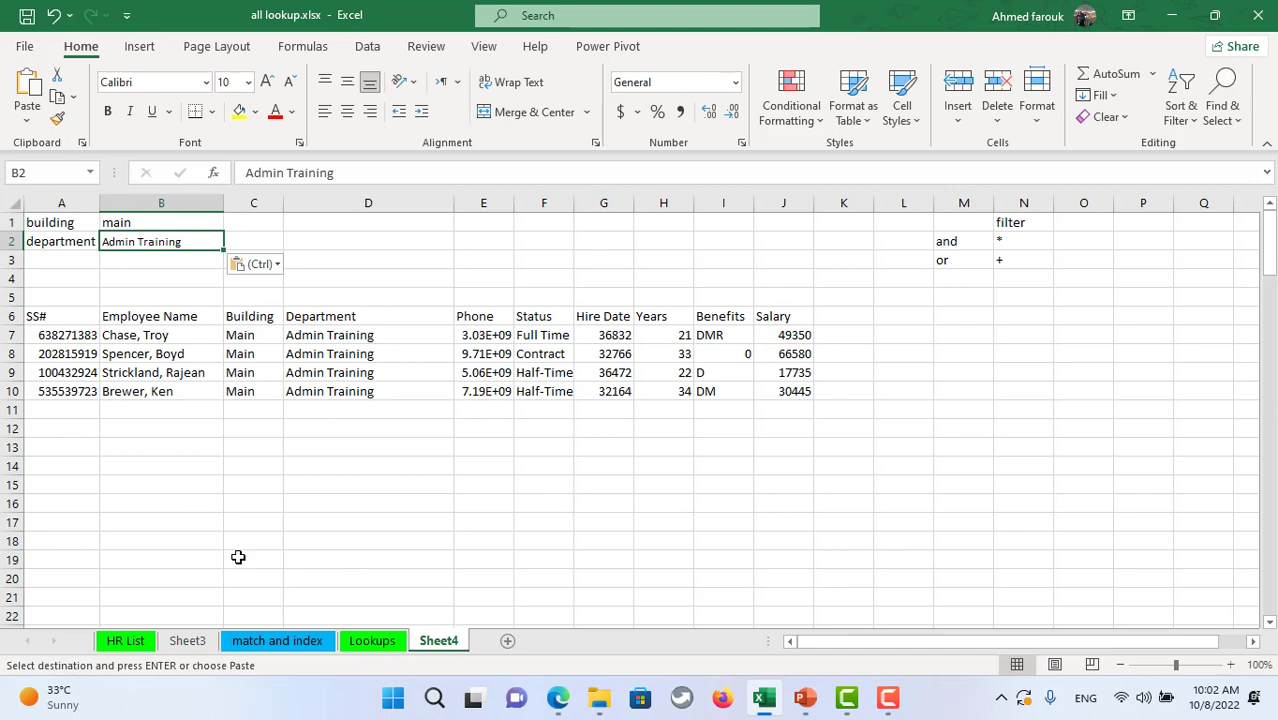 all lookup.xlsx - Excel
Search
Ahmed farouk
File Home Insert Page Layout Formulas Data Review View Help Power Pivot Share
Paste
Clipboard
Calibri 10
A A
B I U A
Font
ab Wrap Text
Merge & Center
Alignment
General
$ % 9
Number
Conditional Formatting
Format as Table
Cell Styles
Styles
Insert Delete Format
Cells
AutoSum
Fill
Clear
Sort & Filter
Find & Select
Editing
B2 fx Admin Training
A B C D E F G H I J K L M N O P Q
1 building main filter
2 department Admin Training and *
3 (Ctrl) or +
4
5
6 SS# Employee Name Building Department Phone Status Hire Date Years Benefits Salary
7 638271383 Chase, Troy Main Admin Training 3.03E+09 Full Time 36832 21 DMR 49350
8 202815919 Spencer, Boyd Main Admin Training 9.71E+09 Contract 32766 33 0 66580
9 100432924 Strickland, Rajean Main Admin Training 5.06E+09 Half-Time 36472 22 D 17735
10 535539723 Brewer, Ken Main Admin Training 7.19E+09 Half-Time 32164 34 DM 30445
11
12
13
14
15
16
17
18
19
20
21
22
HR List Sheet3 match and index Lookups Sheet4
Select destination and press ENTER or choose Paste 100%
33°C
Sunny
ENG
10:02 AM
10/8/2022